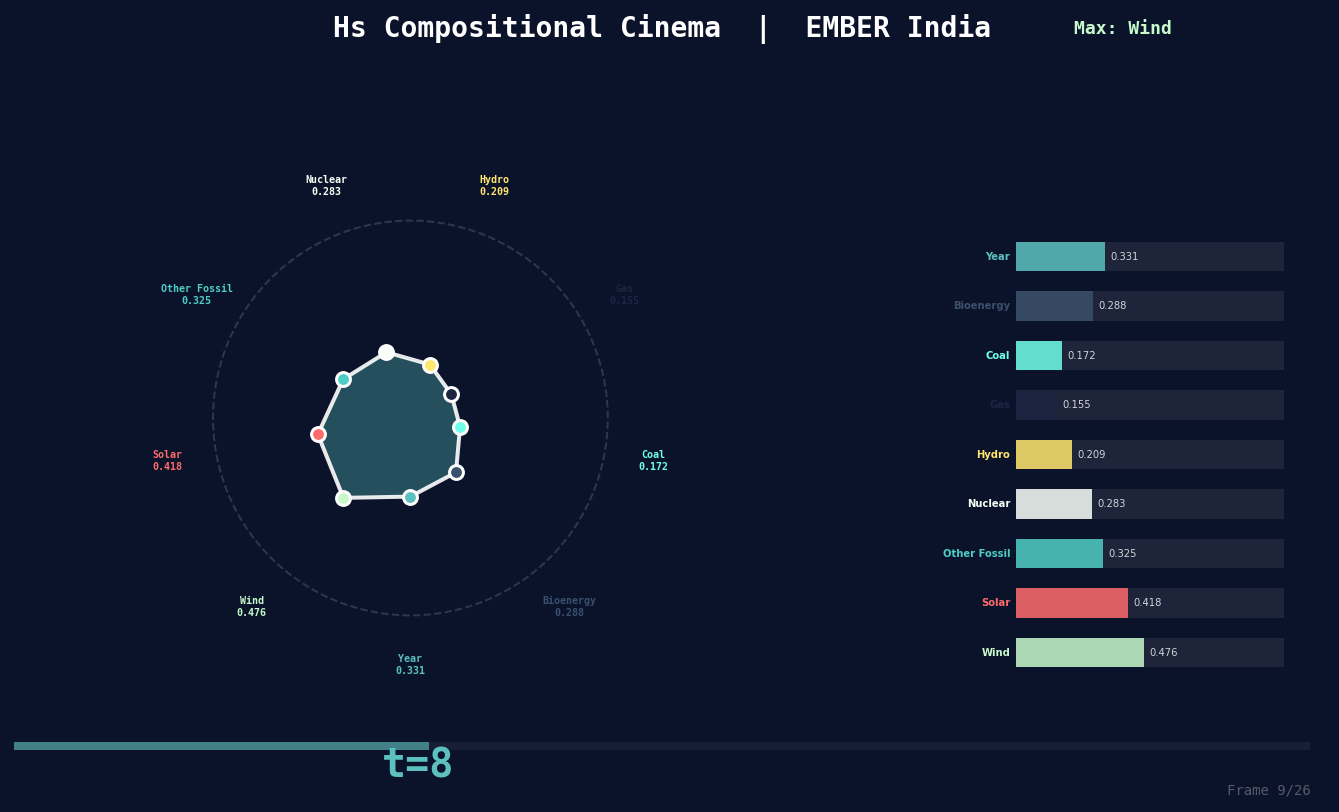 Hs Compositional Cinema | EMBER India
Max: Wind
Nuclear
0.283
Hydro
0.209
Other Fossil
0.325
Gas
0.155
Solar
0.418
Coal
0.172
Wind
0.476
Bioenergy
0.288
Year
0.331
Year 0.331
Bioenergy 0.288
Coal 0.172
Gas 0.155
Hydro 0.209
Nuclear 0.283
Other Fossil 0.325
Solar 0.418
Wind 0.476
t=8
Frame 9/26